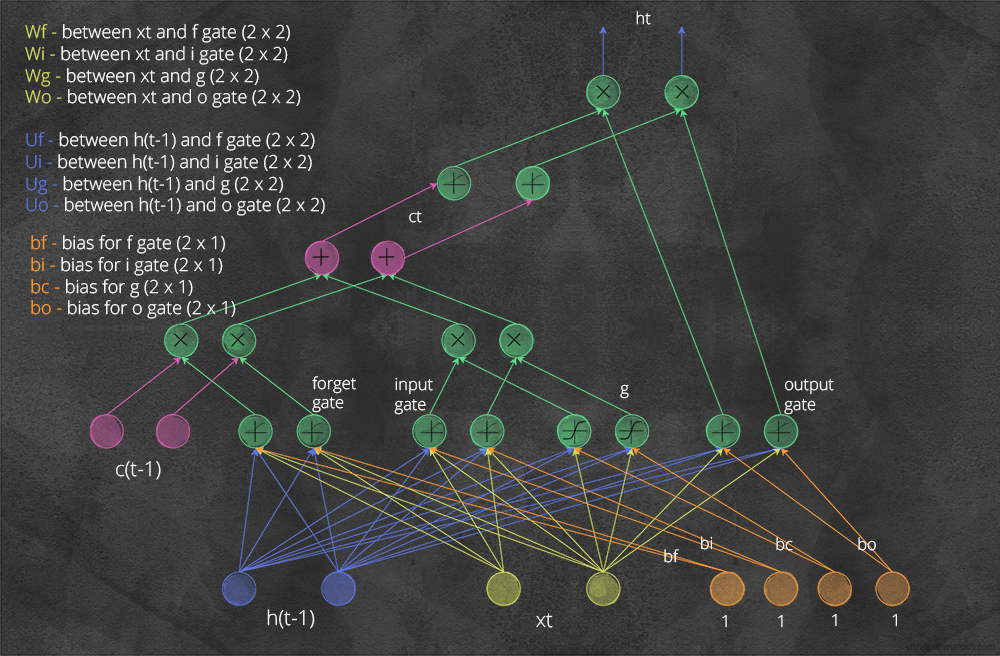 Wf - between xt and f gate (2 x 2)
Wi - between xt and i gate (2 x 2)
Wg - between xt and g (2 x 2)
Wo - between xt and o gate (2 x 2)
Uf - between h(t-1) and f gate (2 x 2)
Ui - between h(t-1) and i gate (2 x 2)
Ug - between h(t-1) and g (2 x 2)
Uo - between h(t-1) and o gate (2 x 2)
bf - bias for f gate (2 x 1)
bi - bias for i gate (2 x 1)
bc - bias for g (2 x 1)
bo - bias for o gate (2 x 1)
ht
ct
forget
gate
input
gate
g
output
gate
c(t-1)
bf
bi
bc
bo
h(t-1)
xt
1
1
1
1